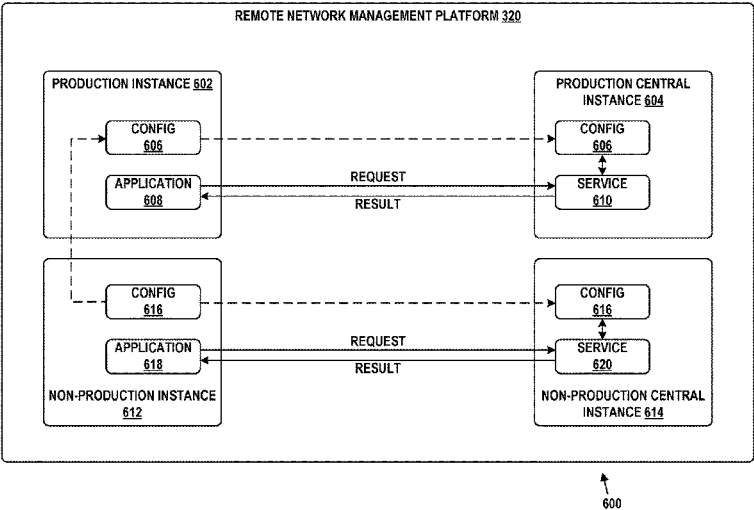 REMOTE NETWORK MANAGEMENT PLATFORM 320
PRODUCTION INSTANCE 602
CONFIG
606
APPLICATION
608
REQUEST
RESULT
PRODUCTION CENTRAL
INSTANCE 604
CONFIG
606
SERVICE
610
CONFIG
616
APPLICATION
618
NON-PRODUCTION INSTANCE
612
REQUEST
RESULT
CONFIG
616
SERVICE
620
NON-PRODUCTION CENTRAL
INSTANCE 614
600